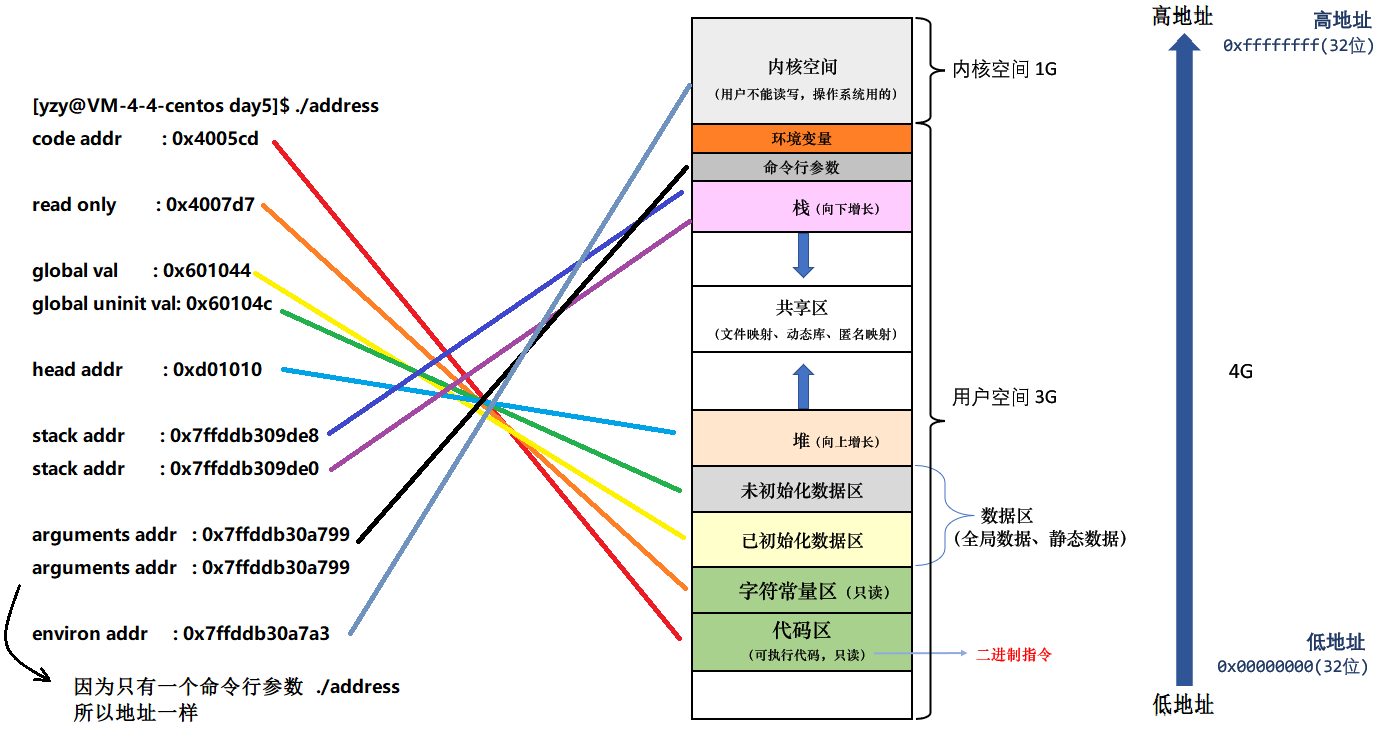 [yzy@VM-4-4-centos day5]$ ./address
code addr : 0x4005cd
read only : 0x4007d7
global val : 0x601044
global uninit val: 0x60104c
head addr : 0xd01010
stack addr : 0x7ffddb309de8
stack addr : 0x7ffddb309de0
arguments addr : 0x7ffddb30a799
arguments addr : 0x7ffddb30a799
environ addr : 0x7ffddb30a7a3
因为只有一个命令行参数 ./address
所以地址一样
内核空间
(用户不能读写，操作系统用的)
环境变量
命令行参数
栈 (向下增长)
共享区
(文件映射、动态库、匿名映射)
堆 (向上增长)
未初始化数据区
已初始化数据区
字符常量区 (只读)
代码区
(可执行代码，只读)
二进制指令
内核空间 1G
用户空间 3G
数据区
(全局数据、静态数据)
高地址
高地址
0xffffffff(32位)
4G
低地址
0x00000000(32位)
低地址